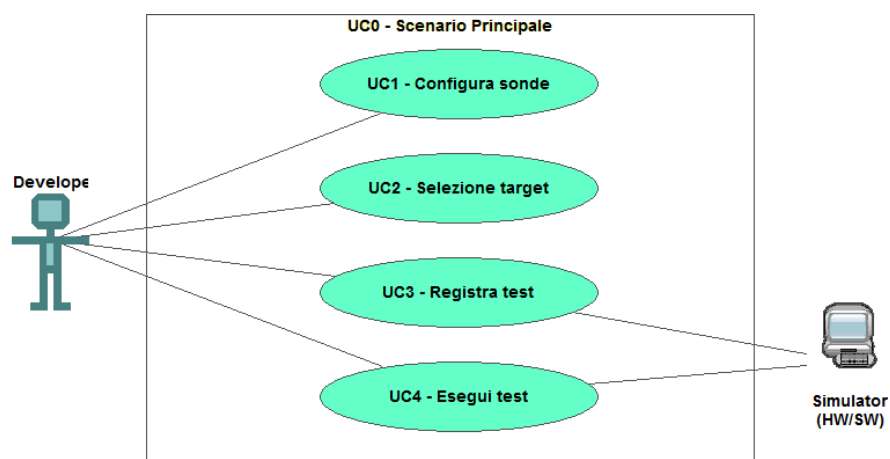 UC0 - Scenario Principale
UC1 - Configura sonde
Develope
UC2 - Selezione target
UC3 - Registra test
UC4 - Esegui test
Simulator
(HW/SW)